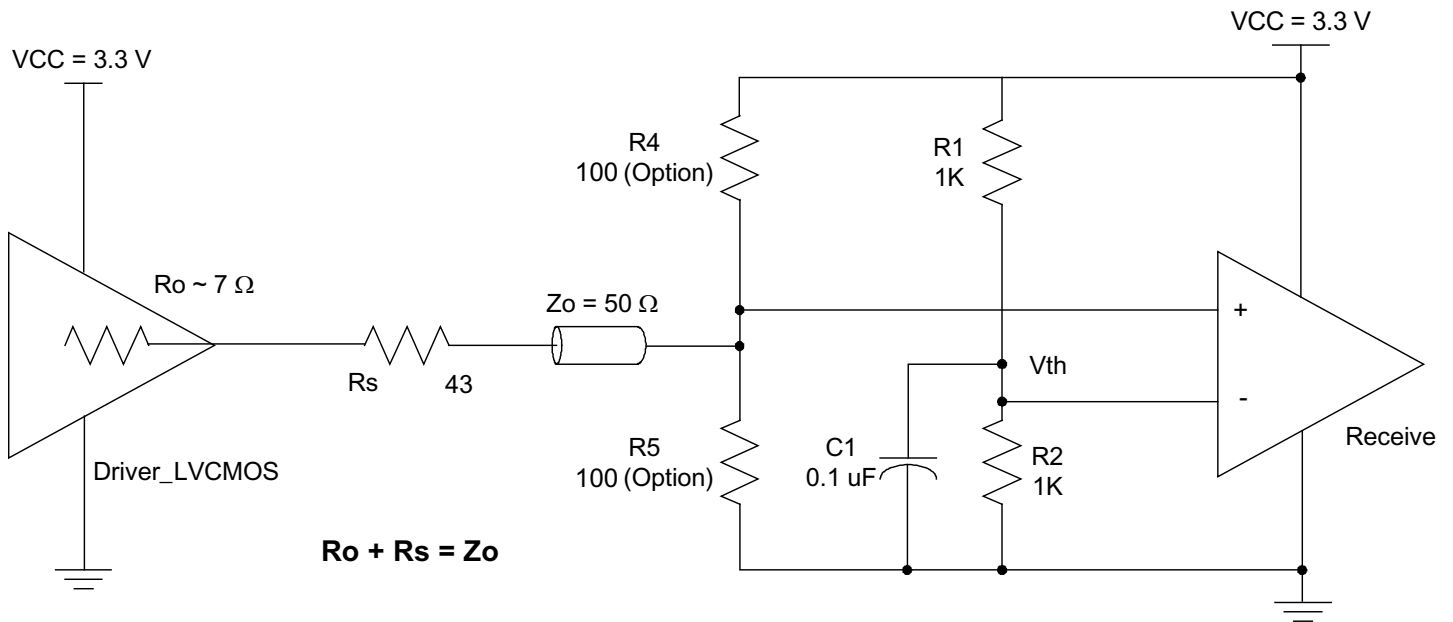 VCC = 3.3 V
VCC = 3.3 V
R4
100 (Option)
R1
1K
Ro ~ 7 Ω
Zo = 50 Ω
+
Rs
43
Vth
-
Receive
Driver_LVCMOS
R5
100 (Option)
C1
0.1 uF
R2
1K
Ro + Rs = Zo